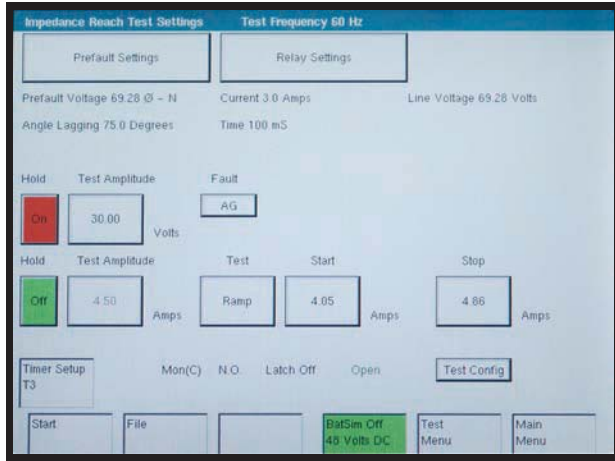 Impedance Reach Test Settings Test Frequency 60 Hz
Prefault Settings Relay Settings
Prefault Voltage 69.28 Ø – N Current 3.0 Amps Line Voltage 69.28 Volts
Angle Lagging 75.0 Degrees Time 100 mS
Hold Test Amplitude Fault
On 30.00 Volts AG
Hold Test Amplitude Test Start Stop
Off 4.50 Amps Ramp 4.05 Amps 4.86 Amps
Timer Setup Mon(C) N.O. Latch Off Open Test Config
T3
Start File BatSim Off Test Main
48 Volts DC Menu Menu